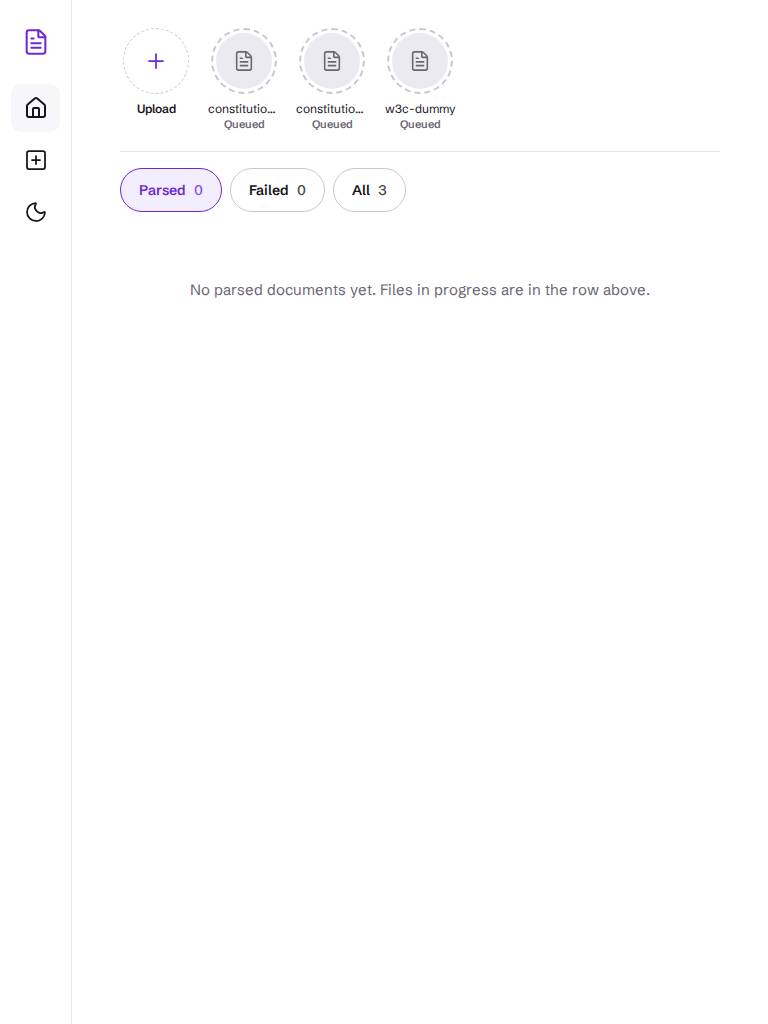 Upload
constitutio...
Queued
constitutio...
Queued
w3c-dummy
Queued
Parsed 0
Failed 0
All 3
No parsed documents yet. Files in progress are in the row above.